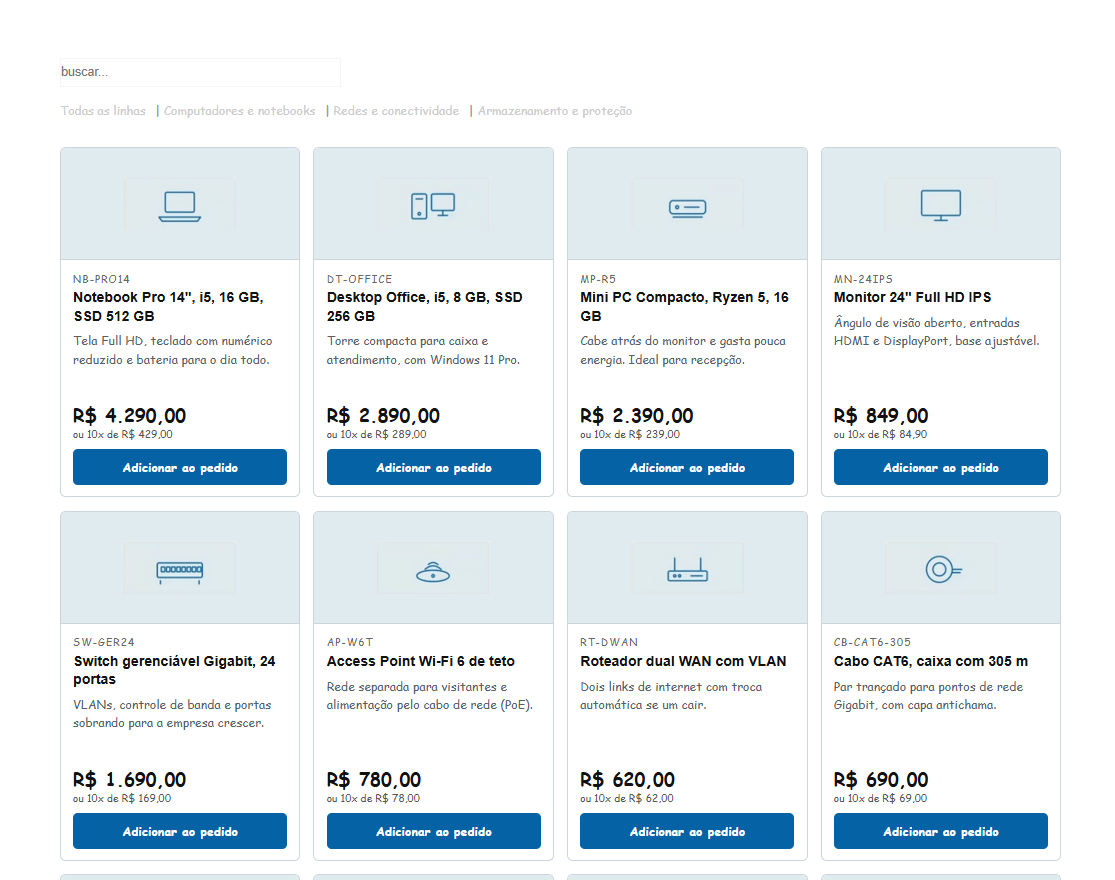 buscar...
Todas as linhas | Computadores e notebooks | Redes e conectividade | Armazenamento e proteção
NB-PRO14
Notebook Pro 14", i5, 16 GB,
SSD 512 GB
Tela Full HD, teclado com numérico
reduzido e bateria para o dia todo.
R$ 4.290,00
ou 10x de R$ 429,00
Adicionar ao pedido
DT-OFFICE
Desktop Office, i5, 8 GB, SSD
256 GB
Torre compacta para caixa e
atendimento, com Windows 11 Pro.
R$ 2.890,00
ou 10x de R$ 289,00
Adicionar ao pedido
MP-R5
Mini PC Compacto, Ryzen 5, 16
GB
Cabe atrás do monitor e gasta pouca
energia. Ideal para recepção.
R$ 2.390,00
ou 10x de R$ 239,00
Adicionar ao pedido
MN-24IPS
Monitor 24" Full HD IPS
Ângulo de visão aberto, entradas
HDMI e DisplayPort, base ajustável.
R$ 849,00
ou 10x de R$ 84,90
Adicionar ao pedido
SW-GER24
Switch gerenciável Gigabit, 24
portas
VLANs, controle de banda e portas
sobrando para a empresa crescer.
R$ 1.690,00
ou 10x de R$ 169,00
Adicionar ao pedido
AP-W6T
Access Point Wi-Fi 6 de teto
Rede separada para visitantes e
alimentação pelo cabo de rede (PoE).
R$ 780,00
ou 10x de R$ 78,00
Adicionar ao pedido
RT-DWAN
Roteador dual WAN com VLAN
Dois links de internet com troca
automática se um cair.
R$ 620,00
ou 10x de R$ 62,00
Adicionar ao pedido
CB-CAT6-305
Cabo CAT6, caixa com 305 m
Par trançado para pontos de rede
Gigabit, com capa antichama.
R$ 690,00
ou 10x de R$ 69,00
Adicionar ao pedido